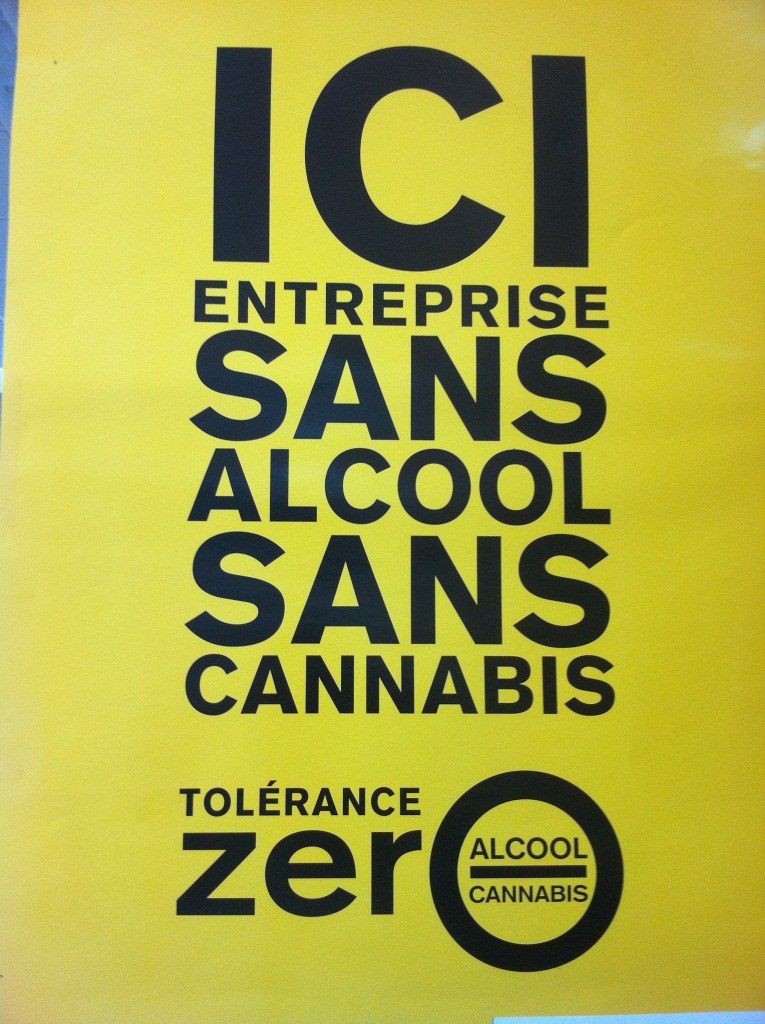 ICI
ENTREPRISE
SANS
ALCOOL
SANS
CANNABIS
TOLÉRANCE
zerO
ALCOOL
CANNABIS